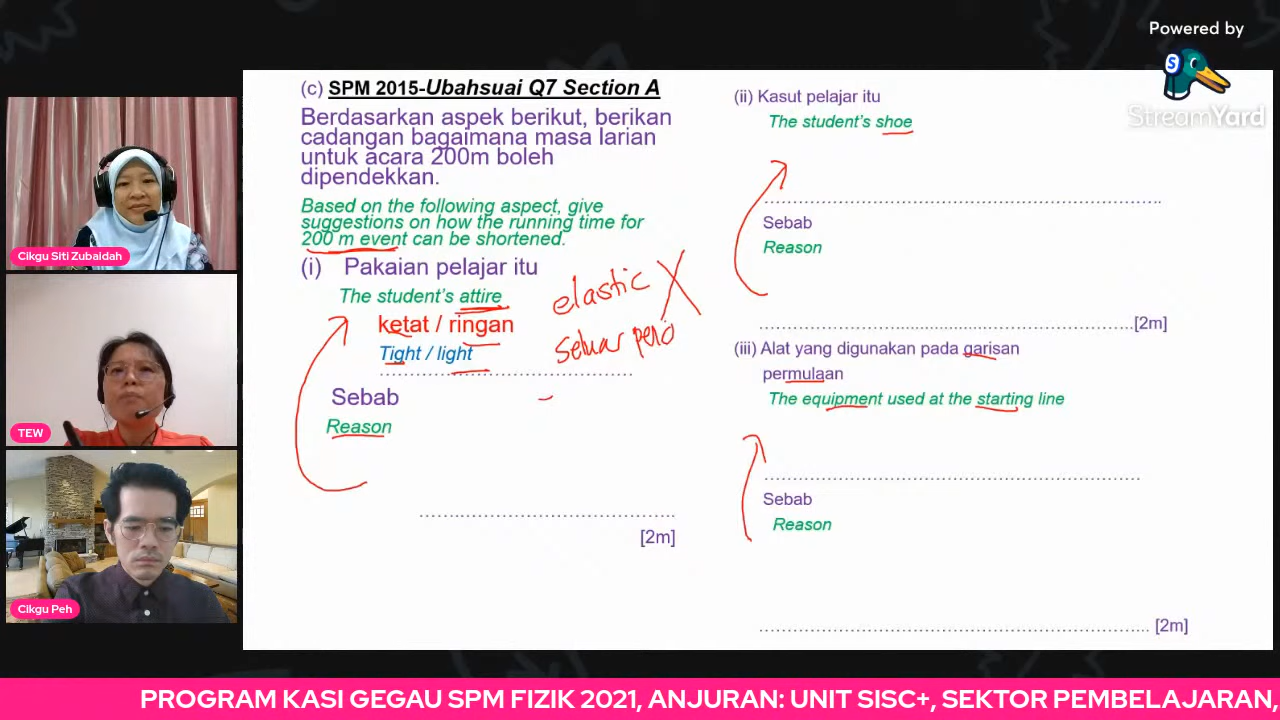 Powered by
StreamYard
(c) SPM 2015-Ubahsuai Q7 Section A
Berdasarkan aspek berikut, berikan
cadangan bagaimana masa larian
untuk acara 200m boleh
dipendekkan.
Based on the following aspect, give
suggestions on how the running time for
200 m event can be shortened.
(i) Pakaian pelajar itu
The student's attire
ketat / ringan
Tight / light
elastic
seluar
Sebab
Reason
[2m]
(ii) Kasut pelajar itu
The student's shoe
Sebab
Reason
[2m]
(iii) Alat yang digunakan pada garisan
permulaan
The equipment used at the starting line
Sebab
Reason
[2m]
Cikgu Siti Zubaidah
TEW
Cikgu Peh
PROGRAM KASI GEGAU SPM FIZIK 2021, ANJURAN: UNIT SISC+, SEKTOR PEMBELAJARAN,